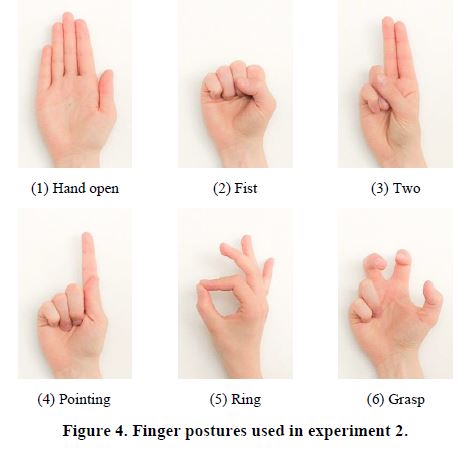 (1) Hand open
(2) Fist
(3) Two
(4) Pointing
(5) Ring
(6) Grasp
Figure 4. Finger postures used in experiment 2.